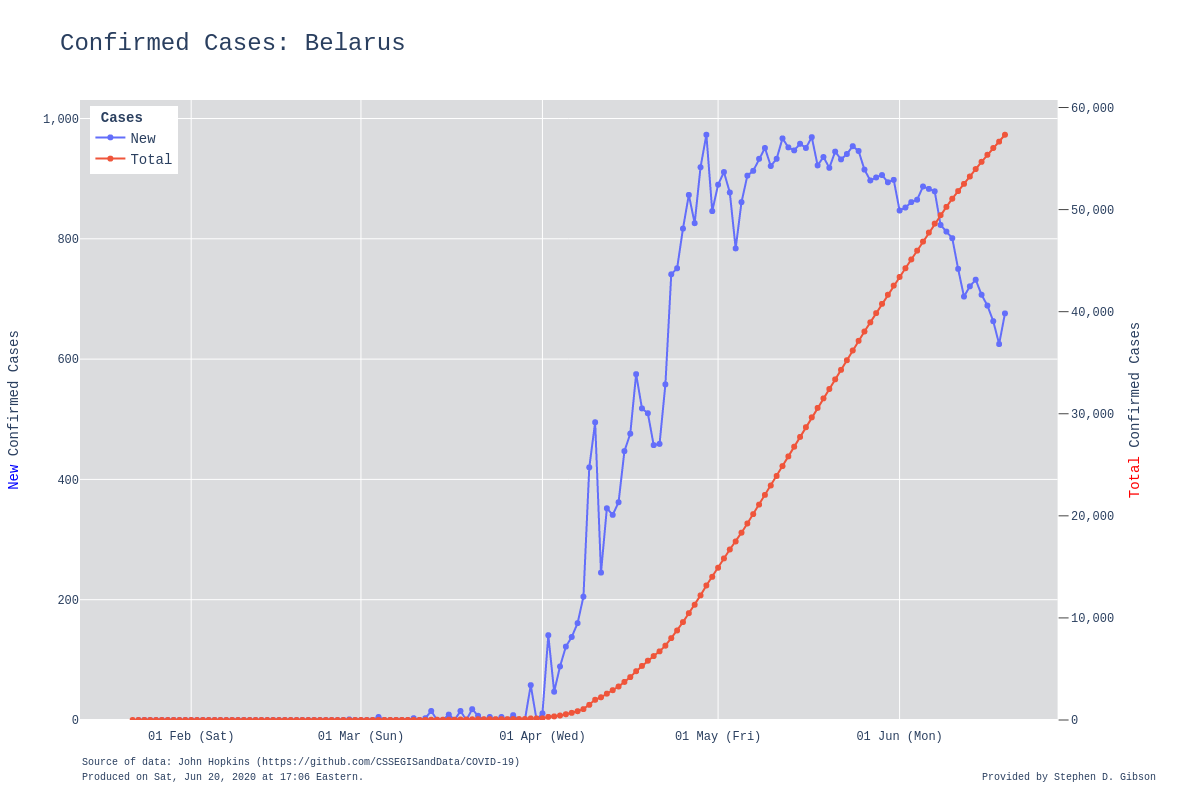 Confirmed Cases: Belarus
Cases
New
Total
1,000
800
600
400
200
0
New Confirmed Cases
60,000
50,000
40,000
30,000
20,000
10,000
0
Total Confirmed Cases
01 Feb (Sat)
01 Mar (Sun)
01 Apr (Wed)
01 May (Fri)
01 Jun (Mon)
Source of data: John Hopkins (https://github.com/CSSEGISandData/COVID-19)
Produced on Sat, Jun 20, 2020 at 17:06 Eastern.
Provided by Stephen D. Gibson